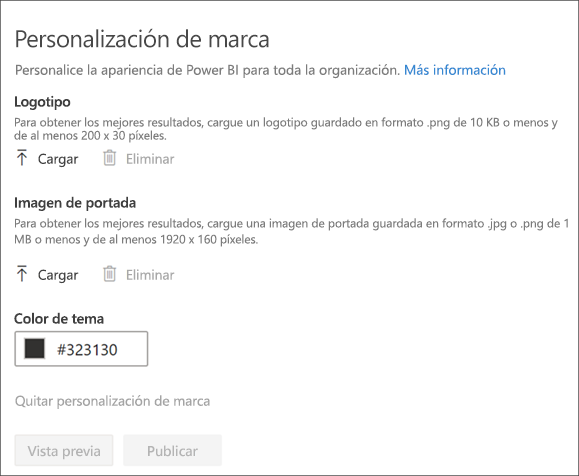 Personalización de marca
Personalice la apariencia de Power BI para toda la organización. Más información
Logotipo
Para obtener los mejores resultados, cargue un logotipo guardado en formato .png de 10 KB o menos y
de al menos 200 x 30 píxeles.
Cargar Eliminar
Imagen de portada
Para obtener los mejores resultados, cargue una imagen de portada guardada en formato .jpg o .png de 1
MB o menos y de al menos 1920 x 160 píxeles.
Cargar Eliminar
Color de tema
#323130
Quitar personalización de marca
Vista previa Publicar